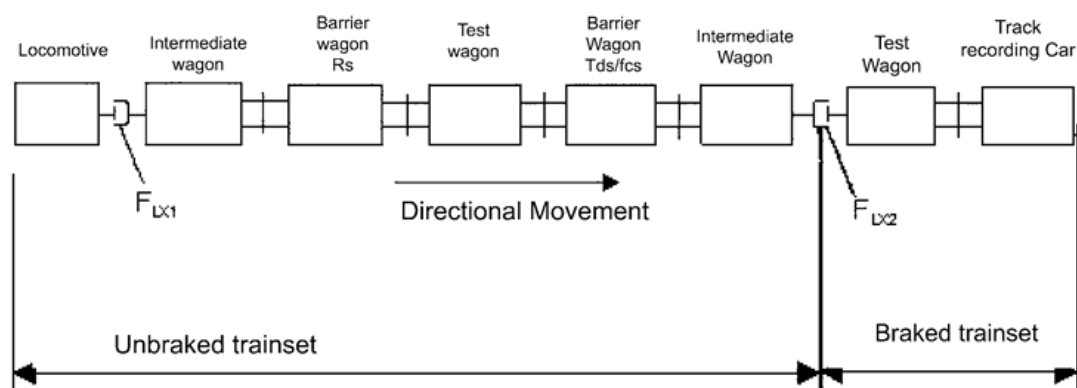 Locomotive
Intermediate
wagon
Barrier
wagon
Rs
Test
wagon
Barrier
Wagon
Tds/fcs
Intermediate
Wagon
Test
Wagon
Track
recording Car
FLX1
Directional Movement
FLX2
Unbraked trainset
Braked trainset